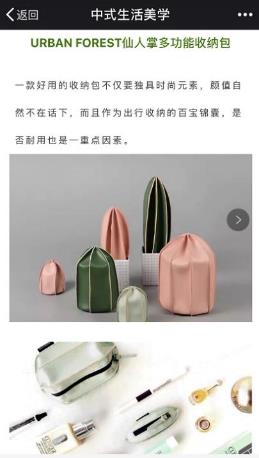 返回
中式生活美学
URBAN FOREST仙人掌多功能收纳包
一款好用的收纳包不仅要独具时尚元素，颜值自
然不在话下，而且作为出行收纳的百宝锦囊，是
否耐用也是一重点因素。